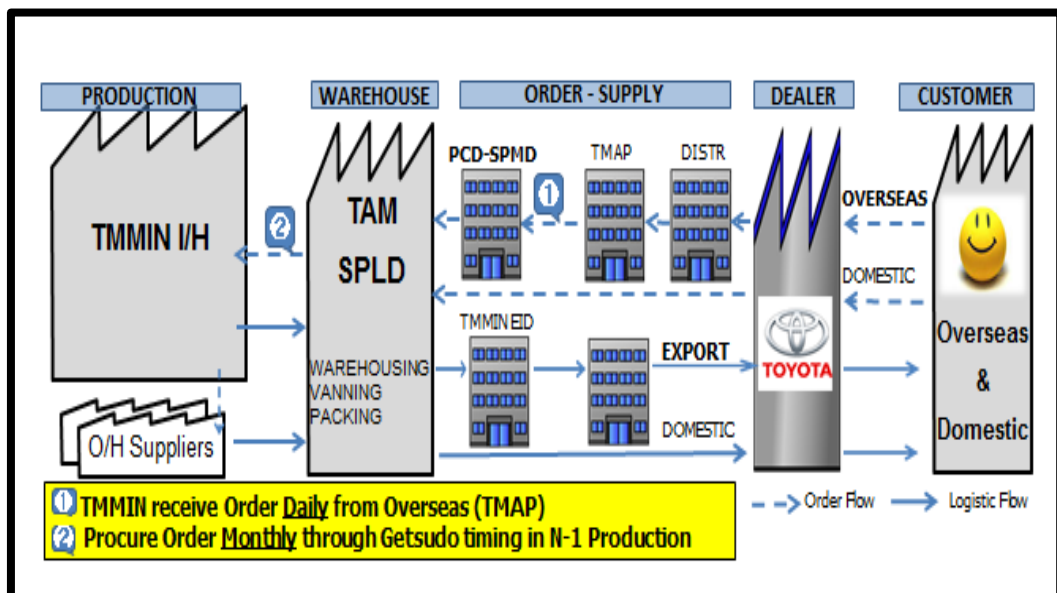 PRODUCTION
WAREHOUSE
ORDER - SUPPLY
DEALER
CUSTOMER
PCD-SPMD
TMAP
DISTR
1
OVERSEAS
2
TMMIN I/H
TAM
SPLD
DOMESTIC
TMMIN EID
EXPORT
TOYOTA
Overseas
&
Domestic
WAREHOUSING
VANNING
PACKING
DOMESTIC
O/H Suppliers
1 TMMIN receive Order Daily from Overseas (TMAP)
2 Procure Order Monthly through Getsudo timing in N-1 Production
Order Flow
Logistic Flow